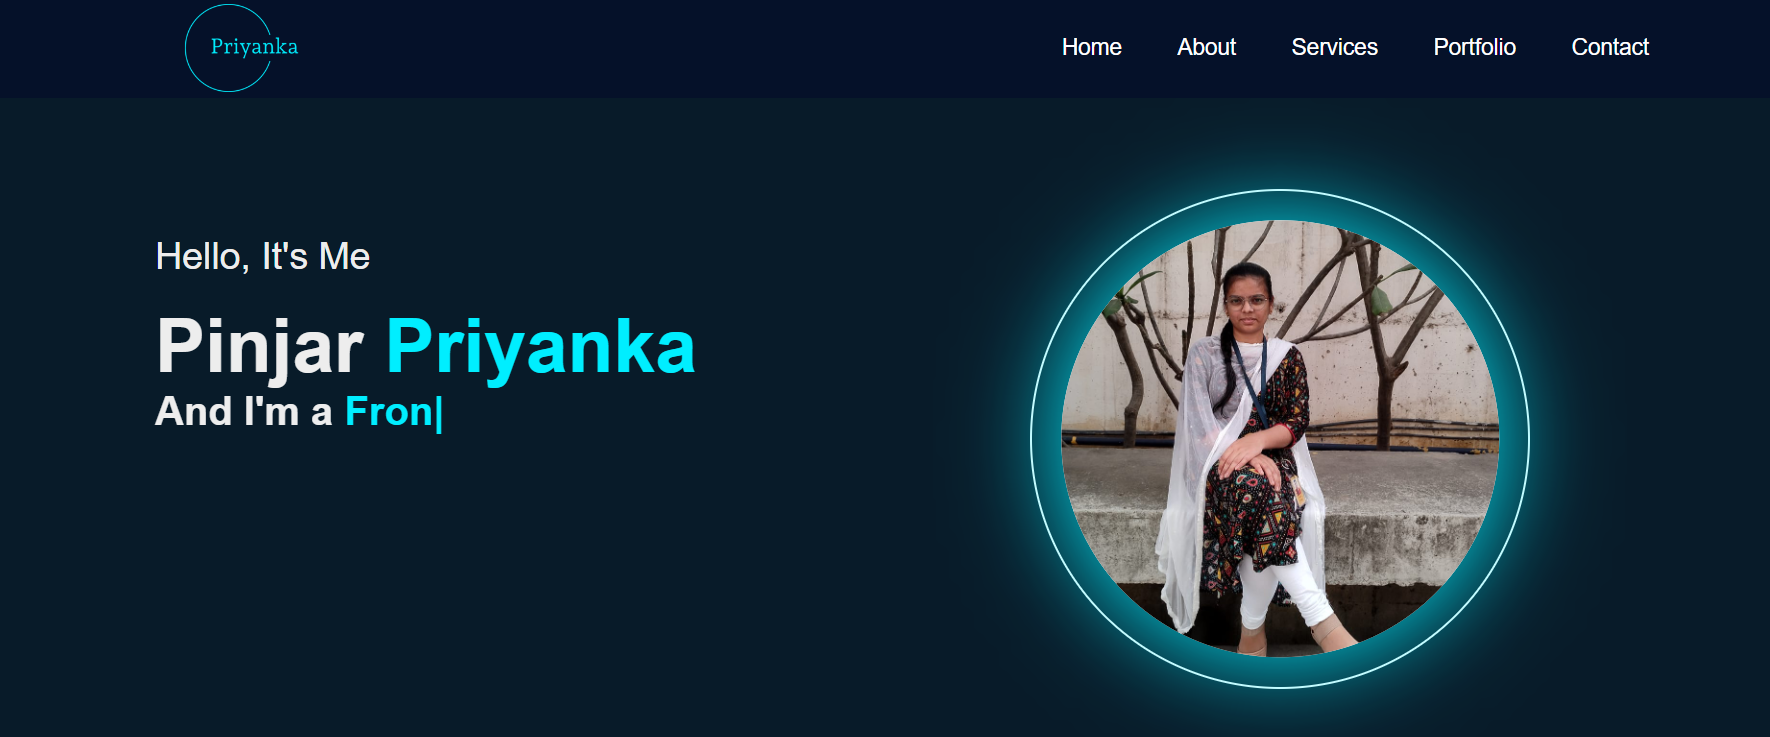 Priyanka
Home About Services Portfolio Contact
Hello, It's Me
Pinjar Priyanka
And I'm a Fron|